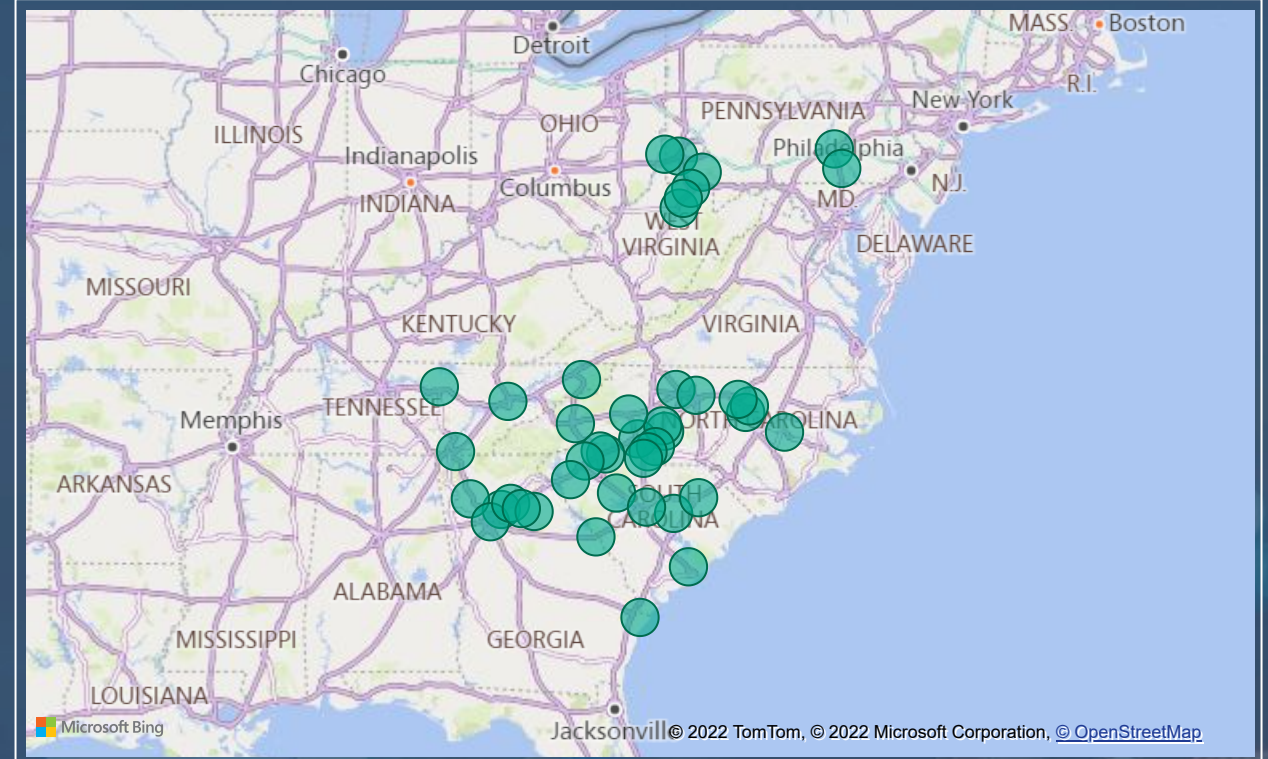 MASS.
Boston
Detroit
Chicago
R.I.
New York
PENNSYLVANIA
OHIO
ILLINOIS
Indianapolis
Philadelphia
Columbus
N.J.
INDIANA
MD.
WEST
VIRGINIA
DELAWARE
MISSOURI
KENTUCKY
VIRGINIA
TENNESSEE
Memphis
NORTH CAROLINA
ARKANSAS
SOUTH
CAROLINA
ALABAMA
MISSISSIPPI
GEORGIA
LOUISIANA
Microsoft Bing
Jacksonville
© 2022 TomTom, © 2022 Microsoft Corporation, © OpenStreetMap